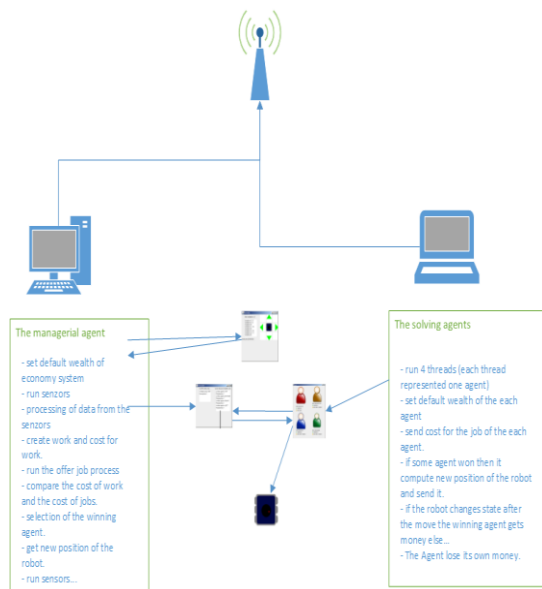 The managerial agent
- set default wealth of
economy system
- run senzors
- processing of data from the
senzors
- create work and cost for
work.
- run the offer job process
- compare the cost of work
and the cost of jobs.
- selection of the winning
agent.
- get new position of the
robot.
- run sensors...
The solving agents
- run 4 threads (each thread
represented one agent)
- set default wealth of the each
agent
- send cost for the job of the each
agent.
- if some agent won then it
compute new position of the robot
and send it.
- if the robot changes state after
the move the winning agent gets
money else...
- The Agent lose its own money.